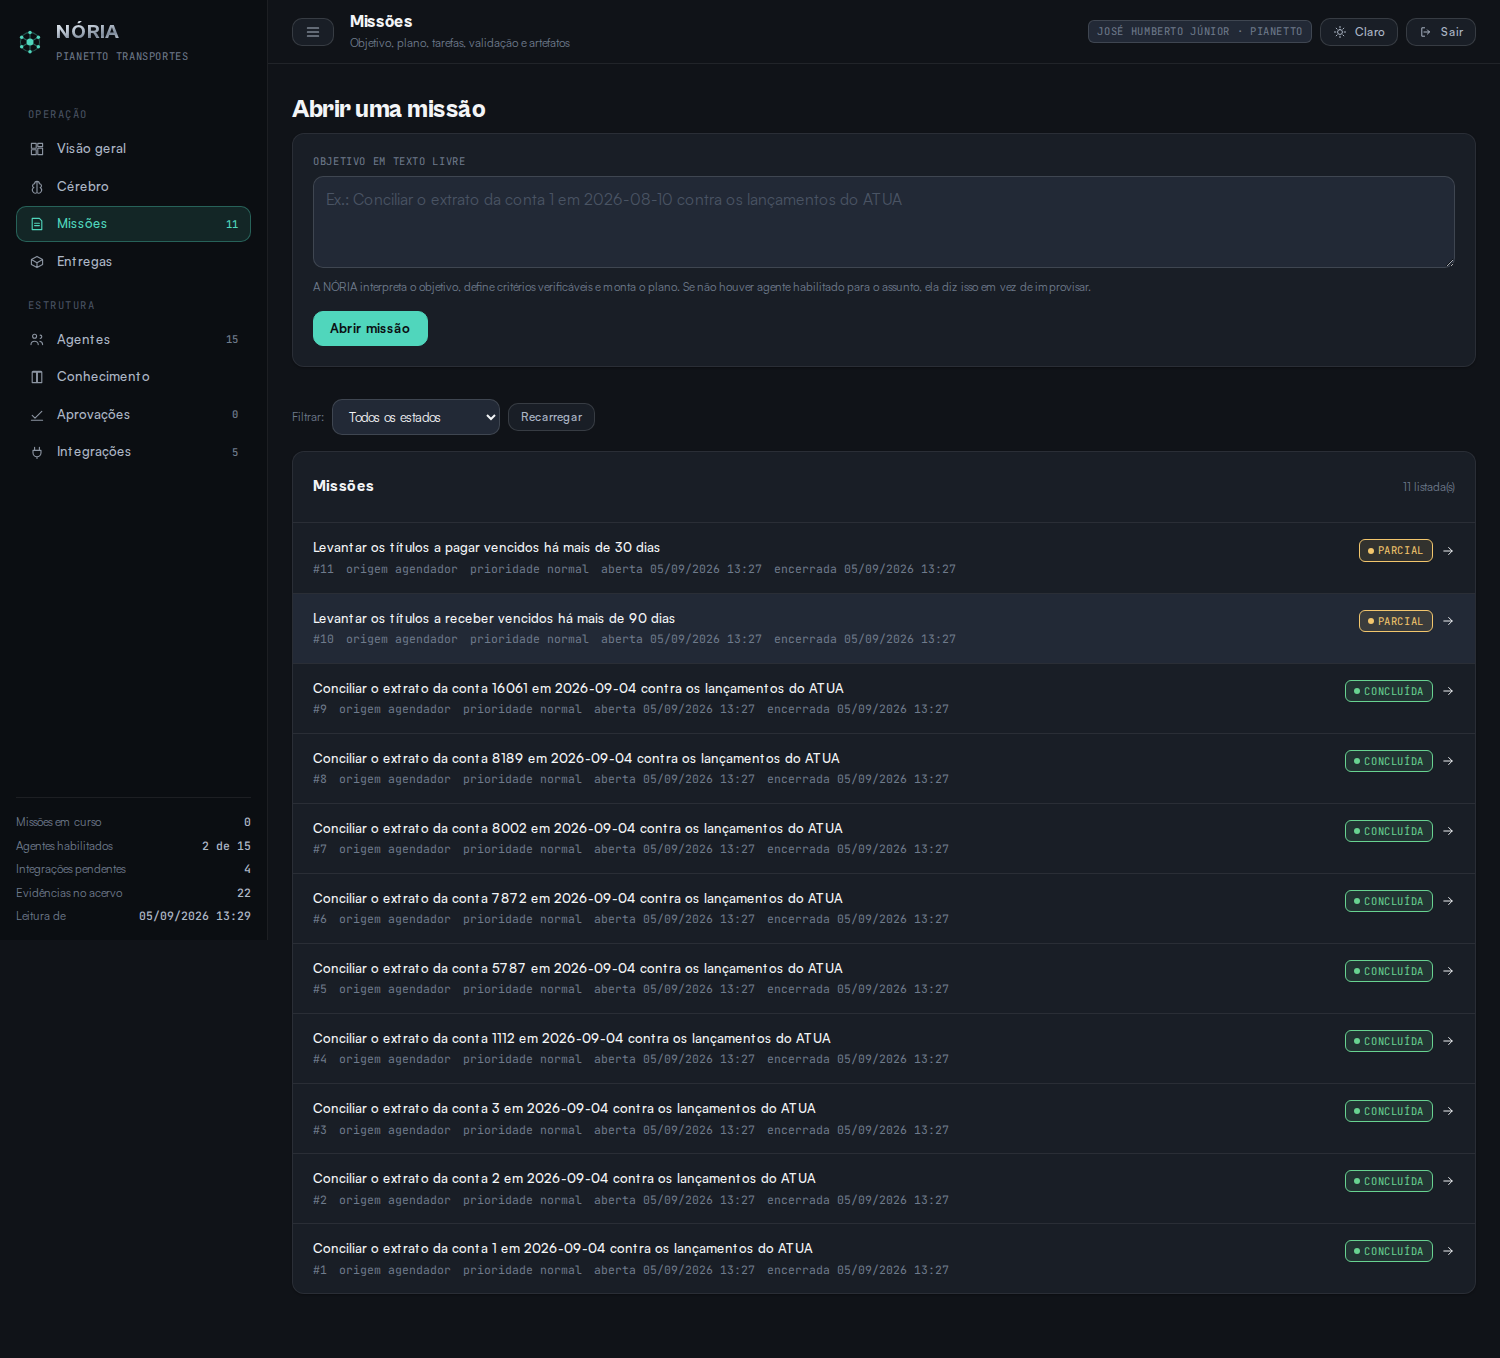 NÓRIA
PIANETTO TRANSPORTES
OPERAÇÃO
Visão geral
Cérebro
Missões 11
Entregas
ESTRUTURA
Agentes 15
Conhecimento
Aprovações 0
Integrações 5
Missões em curso 0
Agentes habilitados 2 de 15
Integrações pendentes 4
Evidências no acervo 22
Leitura de 05/09/2026 13:29
Missões
Objetivo, plano, tarefas, validação e artefatos
JOSÉ HUMBERTO JÚNIOR · PIANETTO
Claro
Sair
Abrir uma missão
OBJETIVO EM TEXTO LIVRE
Ex.: Conciliar o extrato da conta 1 em 2026-08-10 contra os lançamentos do ATUA
A NÓRIA interpreta o objetivo, define critérios verificáveis e monta o plano. Se não houver agente habilitado para o assunto, ela diz isso em vez de improvisar.
Abrir missão
Filtrar: Todos os estados Recarregar
Missões 11 listada(s)
Levantar os títulos a pagar vencidos há mais de 30 dias PARCIAL
#11 origem agendador prioridade normal aberta 05/09/2026 13:27 encerrada 05/09/2026 13:27
Levantar os títulos a receber vencidos há mais de 90 dias PARCIAL
#10 origem agendador prioridade normal aberta 05/09/2026 13:27 encerrada 05/09/2026 13:27
Conciliar o extrato da conta 16061 em 2026-09-04 contra os lançamentos do ATUA CONCLUÍDA
#9 origem agendador prioridade normal aberta 05/09/2026 13:27 encerrada 05/09/2026 13:27
Conciliar o extrato da conta 8189 em 2026-09-04 contra os lançamentos do ATUA CONCLUÍDA
#8 origem agendador prioridade normal aberta 05/09/2026 13:27 encerrada 05/09/2026 13:27
Conciliar o extrato da conta 8002 em 2026-09-04 contra os lançamentos do ATUA CONCLUÍDA
#7 origem agendador prioridade normal aberta 05/09/2026 13:27 encerrada 05/09/2026 13:27
Conciliar o extrato da conta 7872 em 2026-09-04 contra os lançamentos do ATUA CONCLUÍDA
#6 origem agendador prioridade normal aberta 05/09/2026 13:27 encerrada 05/09/2026 13:27
Conciliar o extrato da conta 5787 em 2026-09-04 contra os lançamentos do ATUA CONCLUÍDA
#5 origem agendador prioridade normal aberta 05/09/2026 13:27 encerrada 05/09/2026 13:27
Conciliar o extrato da conta 1112 em 2026-09-04 contra os lançamentos do ATUA CONCLUÍDA
#4 origem agendador prioridade normal aberta 05/09/2026 13:27 encerrada 05/09/2026 13:27
Conciliar o extrato da conta 3 em 2026-09-04 contra os lançamentos do ATUA CONCLUÍDA
#3 origem agendador prioridade normal aberta 05/09/2026 13:27 encerrada 05/09/2026 13:27
Conciliar o extrato da conta 2 em 2026-09-04 contra os lançamentos do ATUA CONCLUÍDA
#2 origem agendador prioridade normal aberta 05/09/2026 13:27 encerrada 05/09/2026 13:27
Conciliar o extrato da conta 1 em 2026-09-04 contra os lançamentos do ATUA CONCLUÍDA
#1 origem agendador prioridade normal aberta 05/09/2026 13:27 encerrada 05/09/2026 13:27